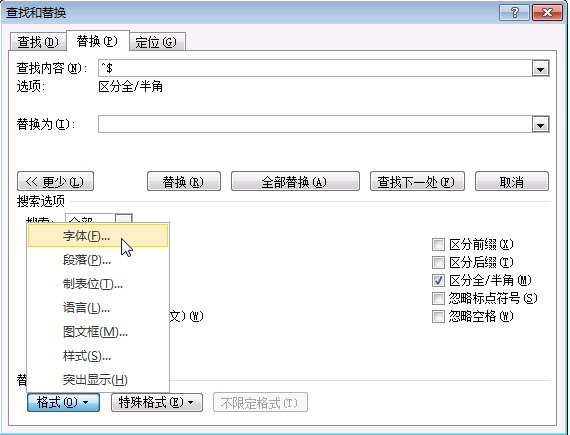 查找和替换
查找(D) 替换(P) 定位(G)
查找内容(N): ^$
选项: 区分全/半角
替换为(I):
<< 更少(L) 替换(R) 全部替换(A) 查找下一处(F) 取消
搜索选项
搜索: 全部
字体(F)...
段落(P)...
制表位(T)...
语言(L)...
图文框(M)...
样式(S)...
突出显示(H)
文)(W)
区分前缀(X)
区分后缀(T)
区分全/半角(M)
忽略标点符号(S)
忽略空格(W)
替
格式(O) 特殊格式(E) 不限定格式(T)